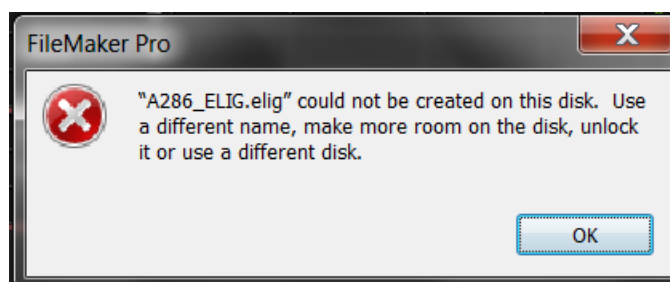 FileMaker Pro
"A286_ELIG.elig" could not be created on this disk.  Use
a different name, make more room on the disk, unlock
it or use a different disk.
OK